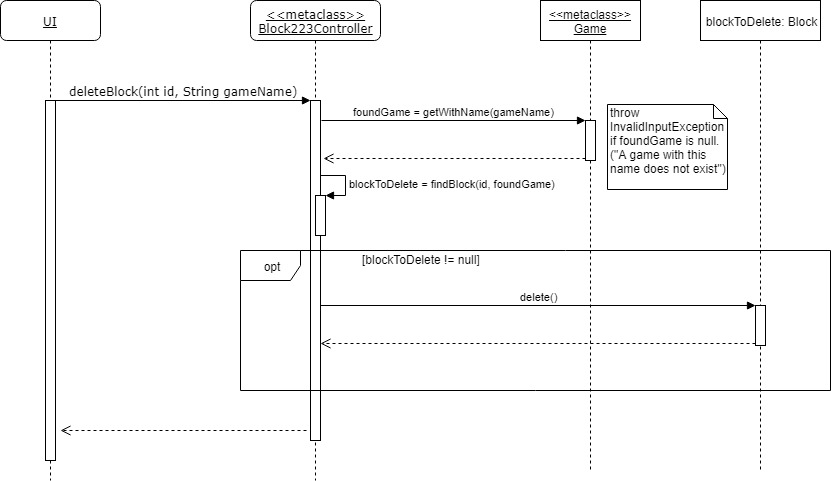 UI
<<metaclass>>
Block223Controller
<<metaclass>>
Game
blockToDelete: Block
deleteBlock(int id, String gameName)
foundGame = getWithName(gameName)
throw
InvalidInputException
if foundGame is null.
("A game with this
name does not exist")
blockToDelete = findBlock(id, foundGame)
opt
[blockToDelete != null]
delete()